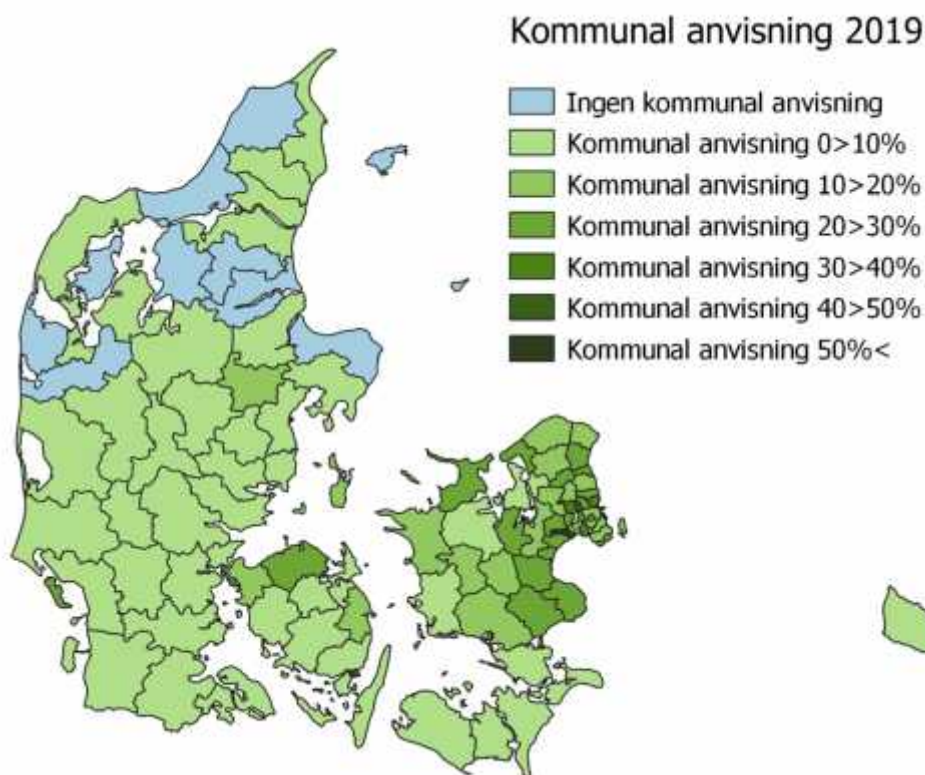 Kommunal anvisning 2019
Ingen kommunal anvisning
Kommunal anvisning 0>10%
Kommunal anvisning 10>20%
Kommunal anvisning 20>30%
Kommunal anvisning 30>40%
Kommunal anvisning 40>50%
Kommunal anvisning 50%<